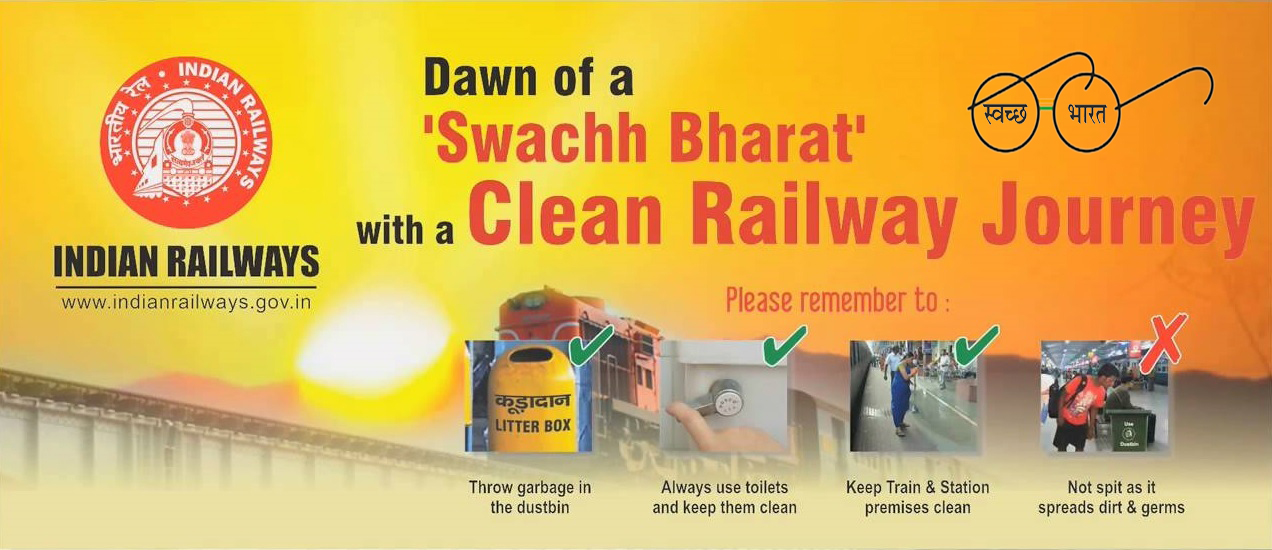 भारतीय रेल • INDIAN RAILWAYS
INDIAN RAILWAYS
www.indianrailways.gov.in
Dawn of a
'Swachh Bharat'
with a Clean Railway Journey
स्वच्छ भारत
Please remember to :
कूड़ादान
LITTER BOX
Use
Dustbin
Throw garbage in
the dustbin
Always use toilets
and keep them clean
Keep Train & Station
premises clean
Not spit as it
spreads dirt & germs